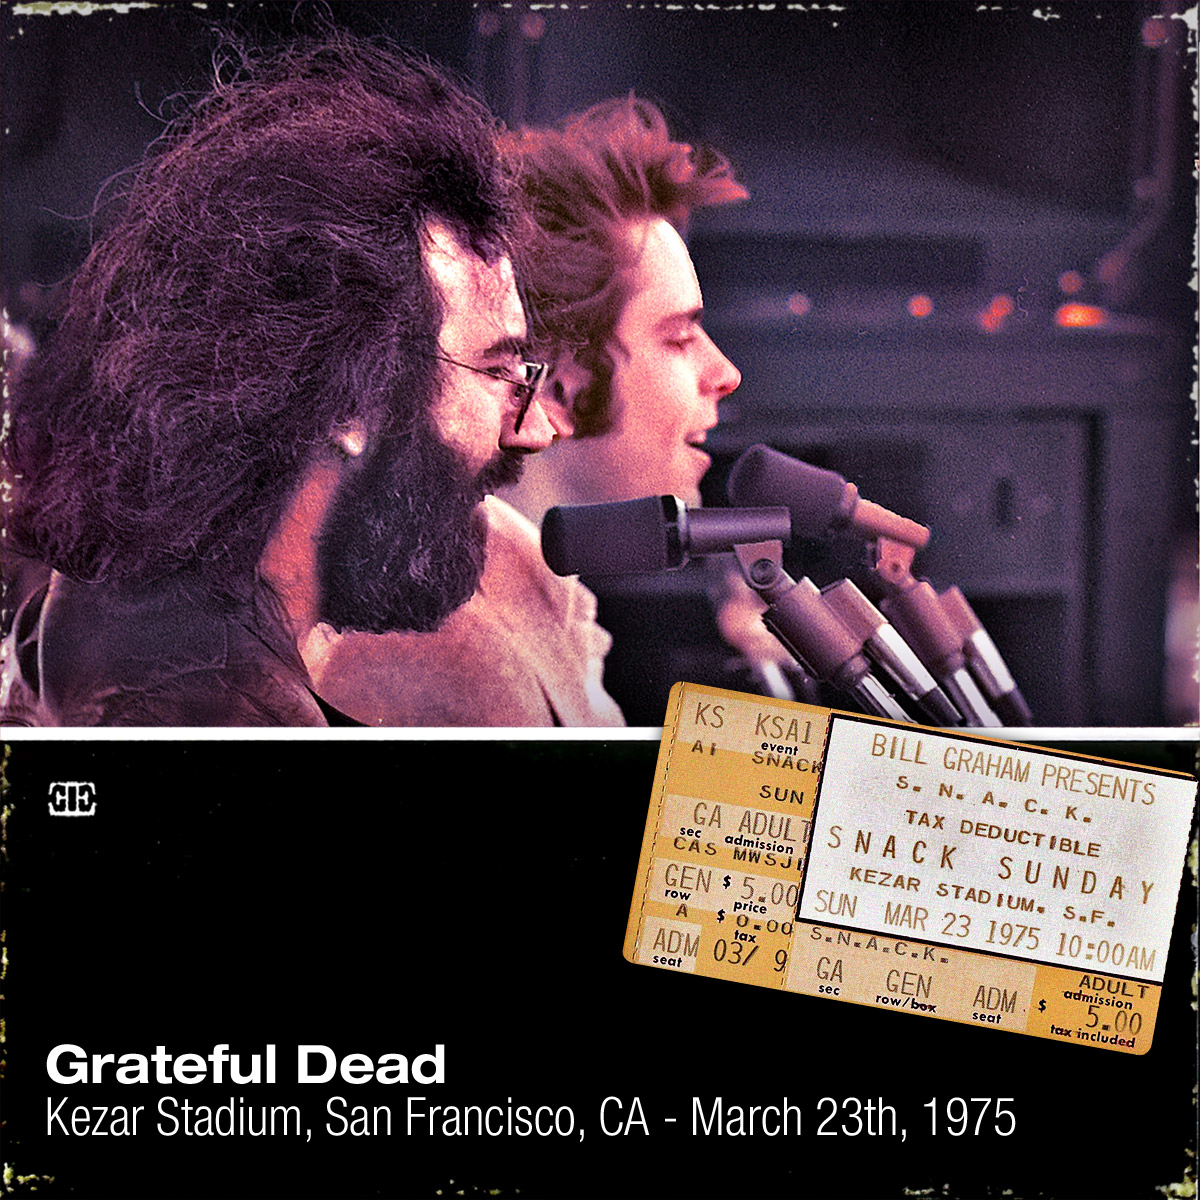 KS KSA1
event
AI SNACK
SUN
GA ADULT
sec admission
CAS MWSJ
GEN $ 5.00
row price
A $ 0.00
tax
ADM 03/ 9
seat
BILL GRAHAM PRESENTS
S. N. A. C. K.
TAX DEDUCTIBLE
SNACK SUNDAY
KEZAR STADIUM. S.F.
SUN MAR 23 1975 10:00AM
S.N.A.C.K.
GA GEN ADM $ ADULT
sec row/box seat admission
5.00
tax included
Grateful Dead
Kezar Stadium, San Francisco, CA - March 23th, 1975